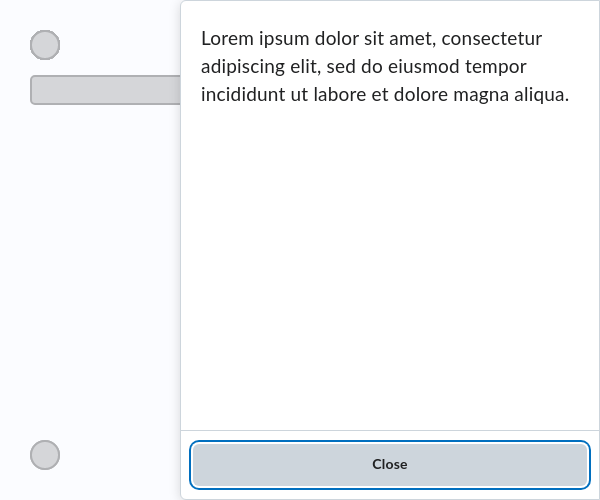 Lorem ipsum dolor sit amet, consectetur
adipiscing elit, sed do eiusmod tempor
incididunt ut labore et dolore magna aliqua.
Close